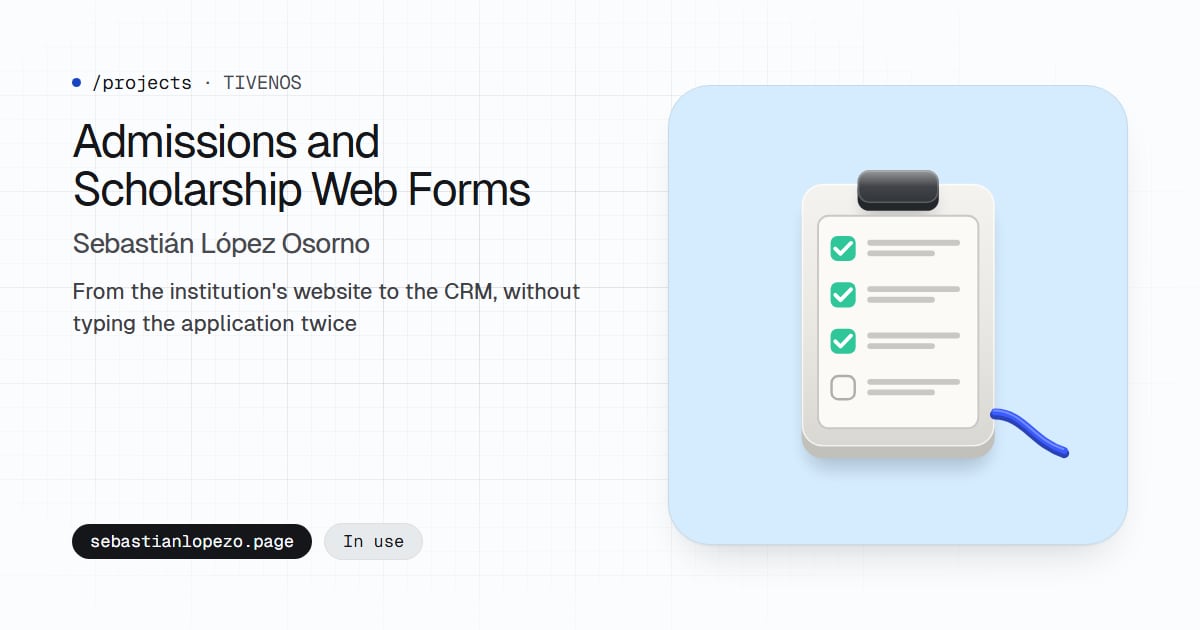 /projects · TIVENOS
Admissions and
Scholarship Web Forms
Sebastián López Osorno
From the institution's website to the CRM, without
typing the application twice
sebastianlopezo.page
In use